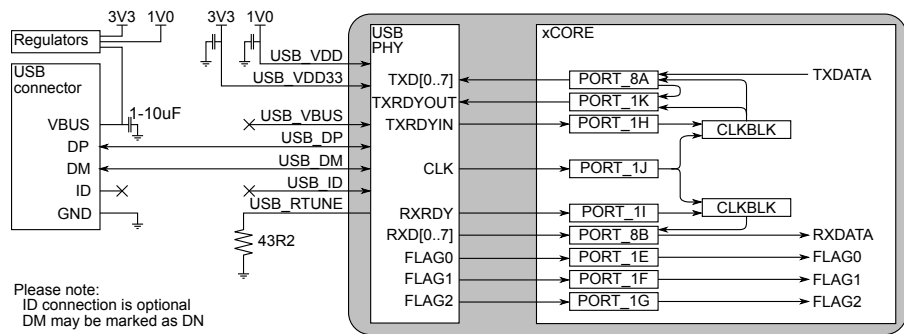 3V3
1V0
Regulators
USB
connector
1-10uF
VBUS
DP
DM
ID
GND
3V3
1V0
USB_VDD
USB_VDD33
USB_VBUS
USB_DP
USB_DM
USB_ID
USB_RTUNE
43R2
Please note:
ID connection is optional
DM may be marked as DN
USB
PHY
TXD[0..7]
TXRDYOUT
TXRDYIN
CLK
RXRDY
RXD[0..7]
FLAG0
FLAG1
FLAG2
xCORE
PORT_8A
PORT_1K
PORT_1H
PORT_1J
PORT_1I
PORT_8B
PORT_1E
PORT_1F
PORT_1G
CLKBLK
CLKBLK
TXDATA
RXDATA
FLAG0
FLAG1
FLAG2